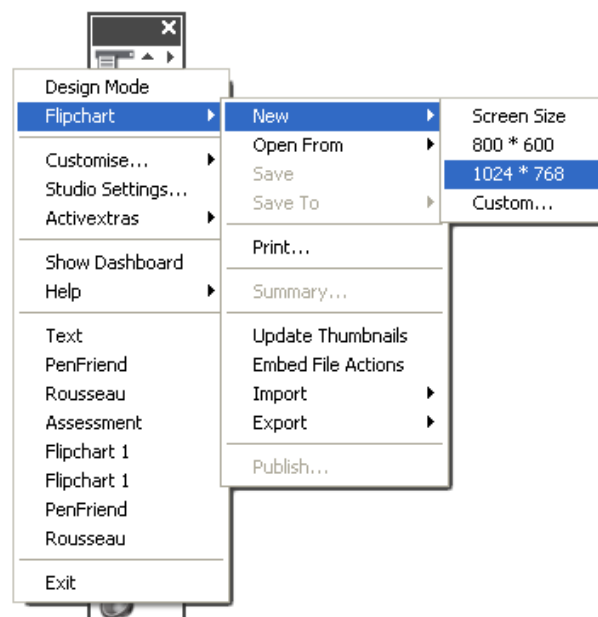 Design Mode
Flipchart
Customise...
Studio Settings...
Activextras
Show Dashboard
Help
Text
PenFriend
Rousseau
Assessment
Flipchart 1
Flipchart 1
PenFriend
Rousseau
Exit
New
Open From
Save
Save To
Print...
Summary...
Update Thumbnails
Embed File Actions
Import
Export
Publish...
Screen Size
800 * 600
1024 * 768
Custom...